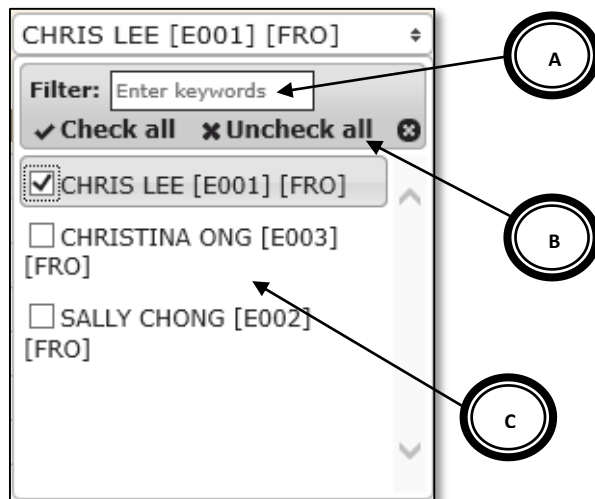 CHRIS LEE [E001] [FRO]
A
Filter: Enter keywords
Check all Uncheck all
CHRIS LEE [E001] [FRO]
B
CHRISTINA ONG [E003]
[FRO]
SALLY CHONG [E002]
[FRO]
C